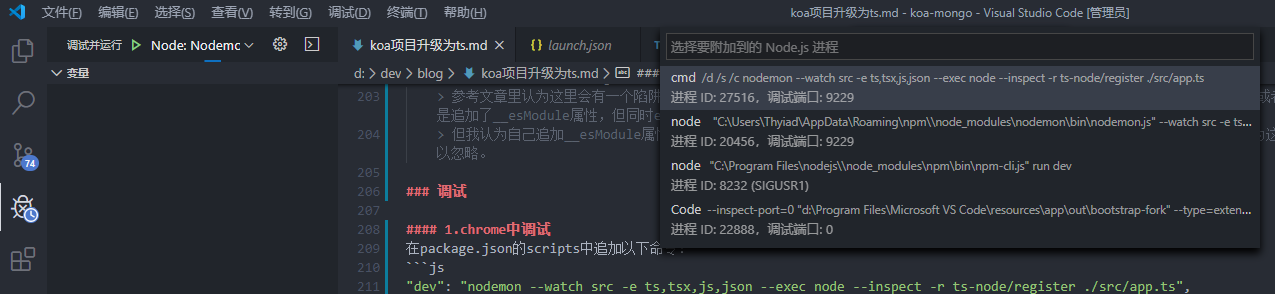 文件(F) 编辑(E) 选择(S) 查看(V) 转到(G) 调试(D) 终端(T) 帮助(H) koa项目升级为ts.md - koa-mongo - Visual Studio Code [管理员]
调试并运行 Node: Nodemc koa项目升级为ts.md × { } launch.json
选择要附加到的 Node.js 进程
变量
d: > dev > blog > koa项目升级为ts.md > ###
cmd /d /s /c nodemon --watch src -e ts,tsx,js,json --exec node --inspect -r ts-node/register ./src/app.ts
进程 ID: 27516，调试端口: 9229
node "C:\Users\Thyiad\AppData\Roaming\npm\\node_modules\nodemon\bin\nodemon.js" --watch src -e ts...
进程 ID: 20456，调试端口: 9229
node "C:\Program Files\nodejs\\node_modules\npm\bin\npm-cli.js" run dev
进程 ID: 8232 (SIGUSR1)
Code --inspect-port=0 "d:\Program Files\Microsoft VS Code\resources\app\out\bootstrap-fork" --type=exten...
进程 ID: 22888，调试端口: 0
74
203 > 参考文章里认为这里会有一个陷阱
是追加了__esModule属性，但同时
204 > 但我认为自己追加__esModule属性
以忽略。
205
206 ### 调试
207
208 #### 1.chrome中调试
209 在package.json的scripts中追加以下命令：
210 ```js
211 "dev": "nodemon --watch src -e ts,tsx,js,json --exec node --inspect -r ts-node/register ./src/app.ts",